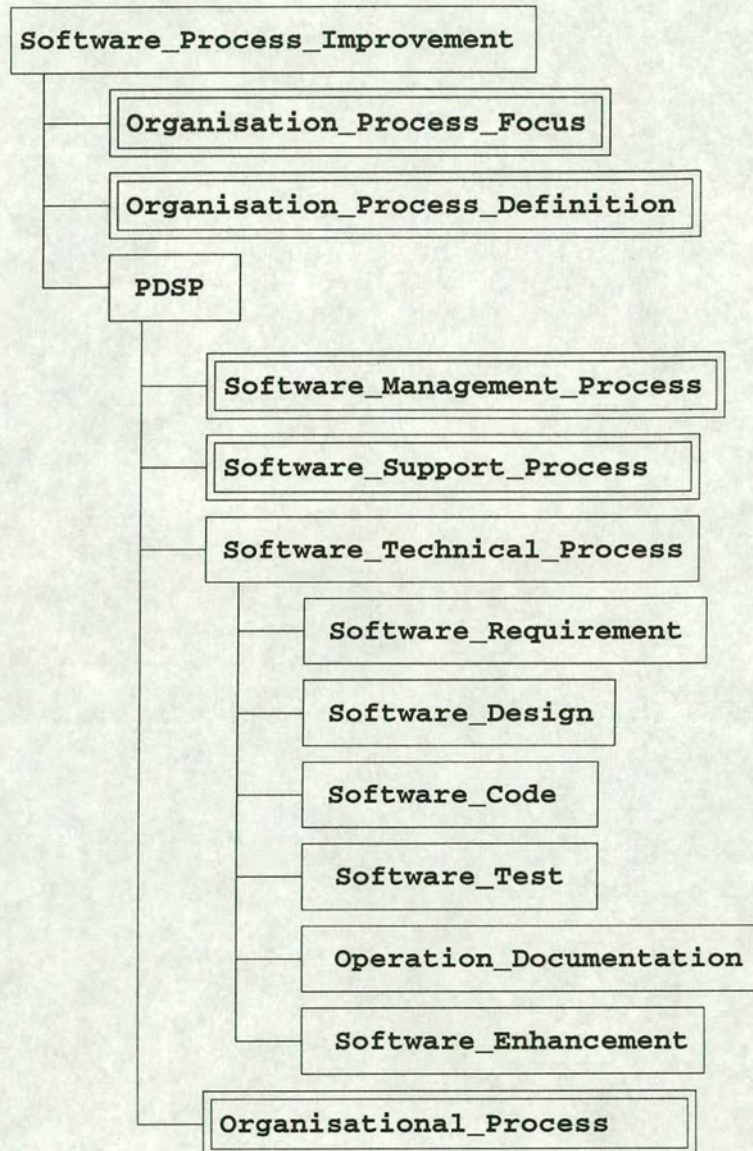 Software_Process_Improvement
Organisation_Process_Focus
Organisation_Process_Definition
PDSP
Software_Management_Process
Software_Support_Process
Software_Technical_Process
Software_Requirement
Software_Design
Software_Code
Software_Test
Operation_Documentation
Software_Enhancement
Organisational_Process